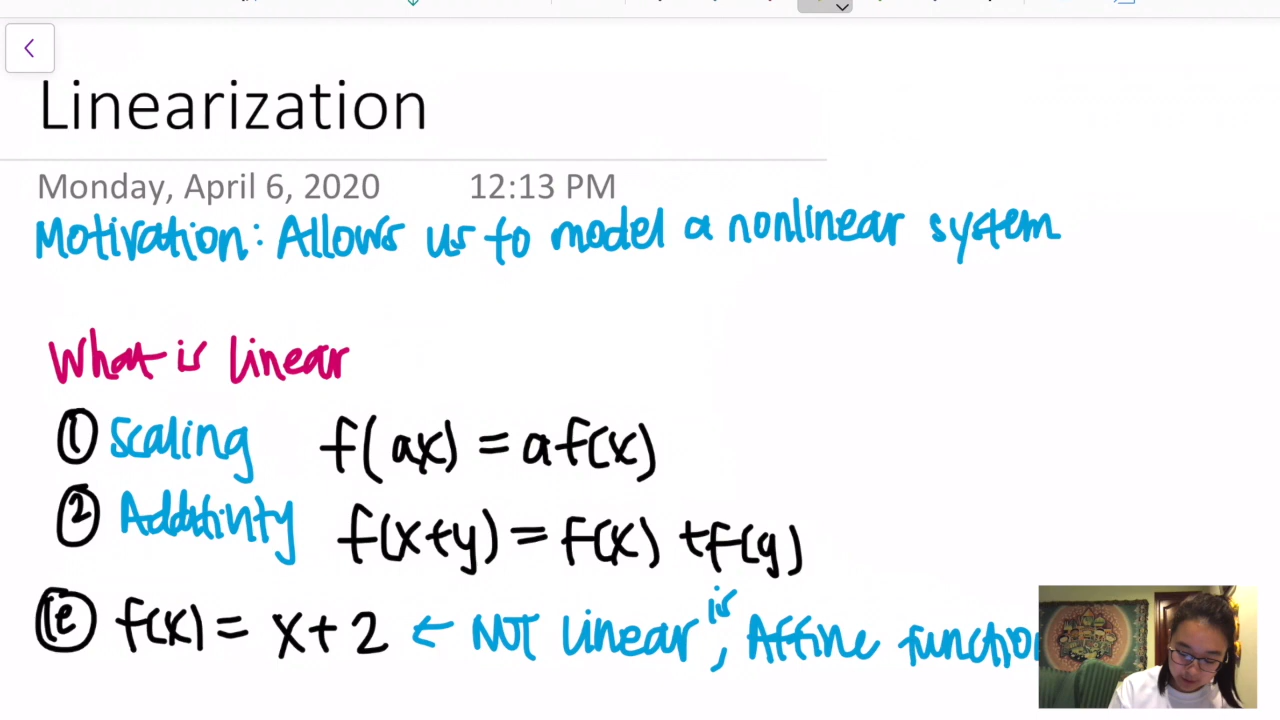 Linearization
Monday, April 6, 2020 12:13 PM
Motivation: Allows us to model a nonlinear system
What is linear
① Scaling f(ax) = af(x)
② Additivity f(x+y) = f(x) + f(y)
ie f(x) = x+2 ← NOT linear, is Affine function